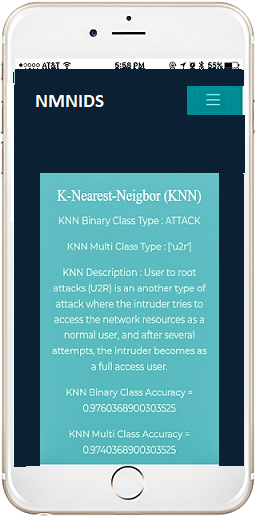 AT&T 5:58 PM 55%
NMNIDS
K-Nearest-Neigbor (KNN)
KNN Binary Class Type : ATTACK
KNN Multi Class Type : ['u2r']
KNN Description : User to root
attacks (U2R) is an another type of
attack where the intruder tries to
access the network resources as a
normal user, and after several
attempts, the intruder becomes as
a full access user.
KNN Binary Class Accuracy =
0.9760368900303525
KNN Multi Class Accuracy =
0.9740368900303525